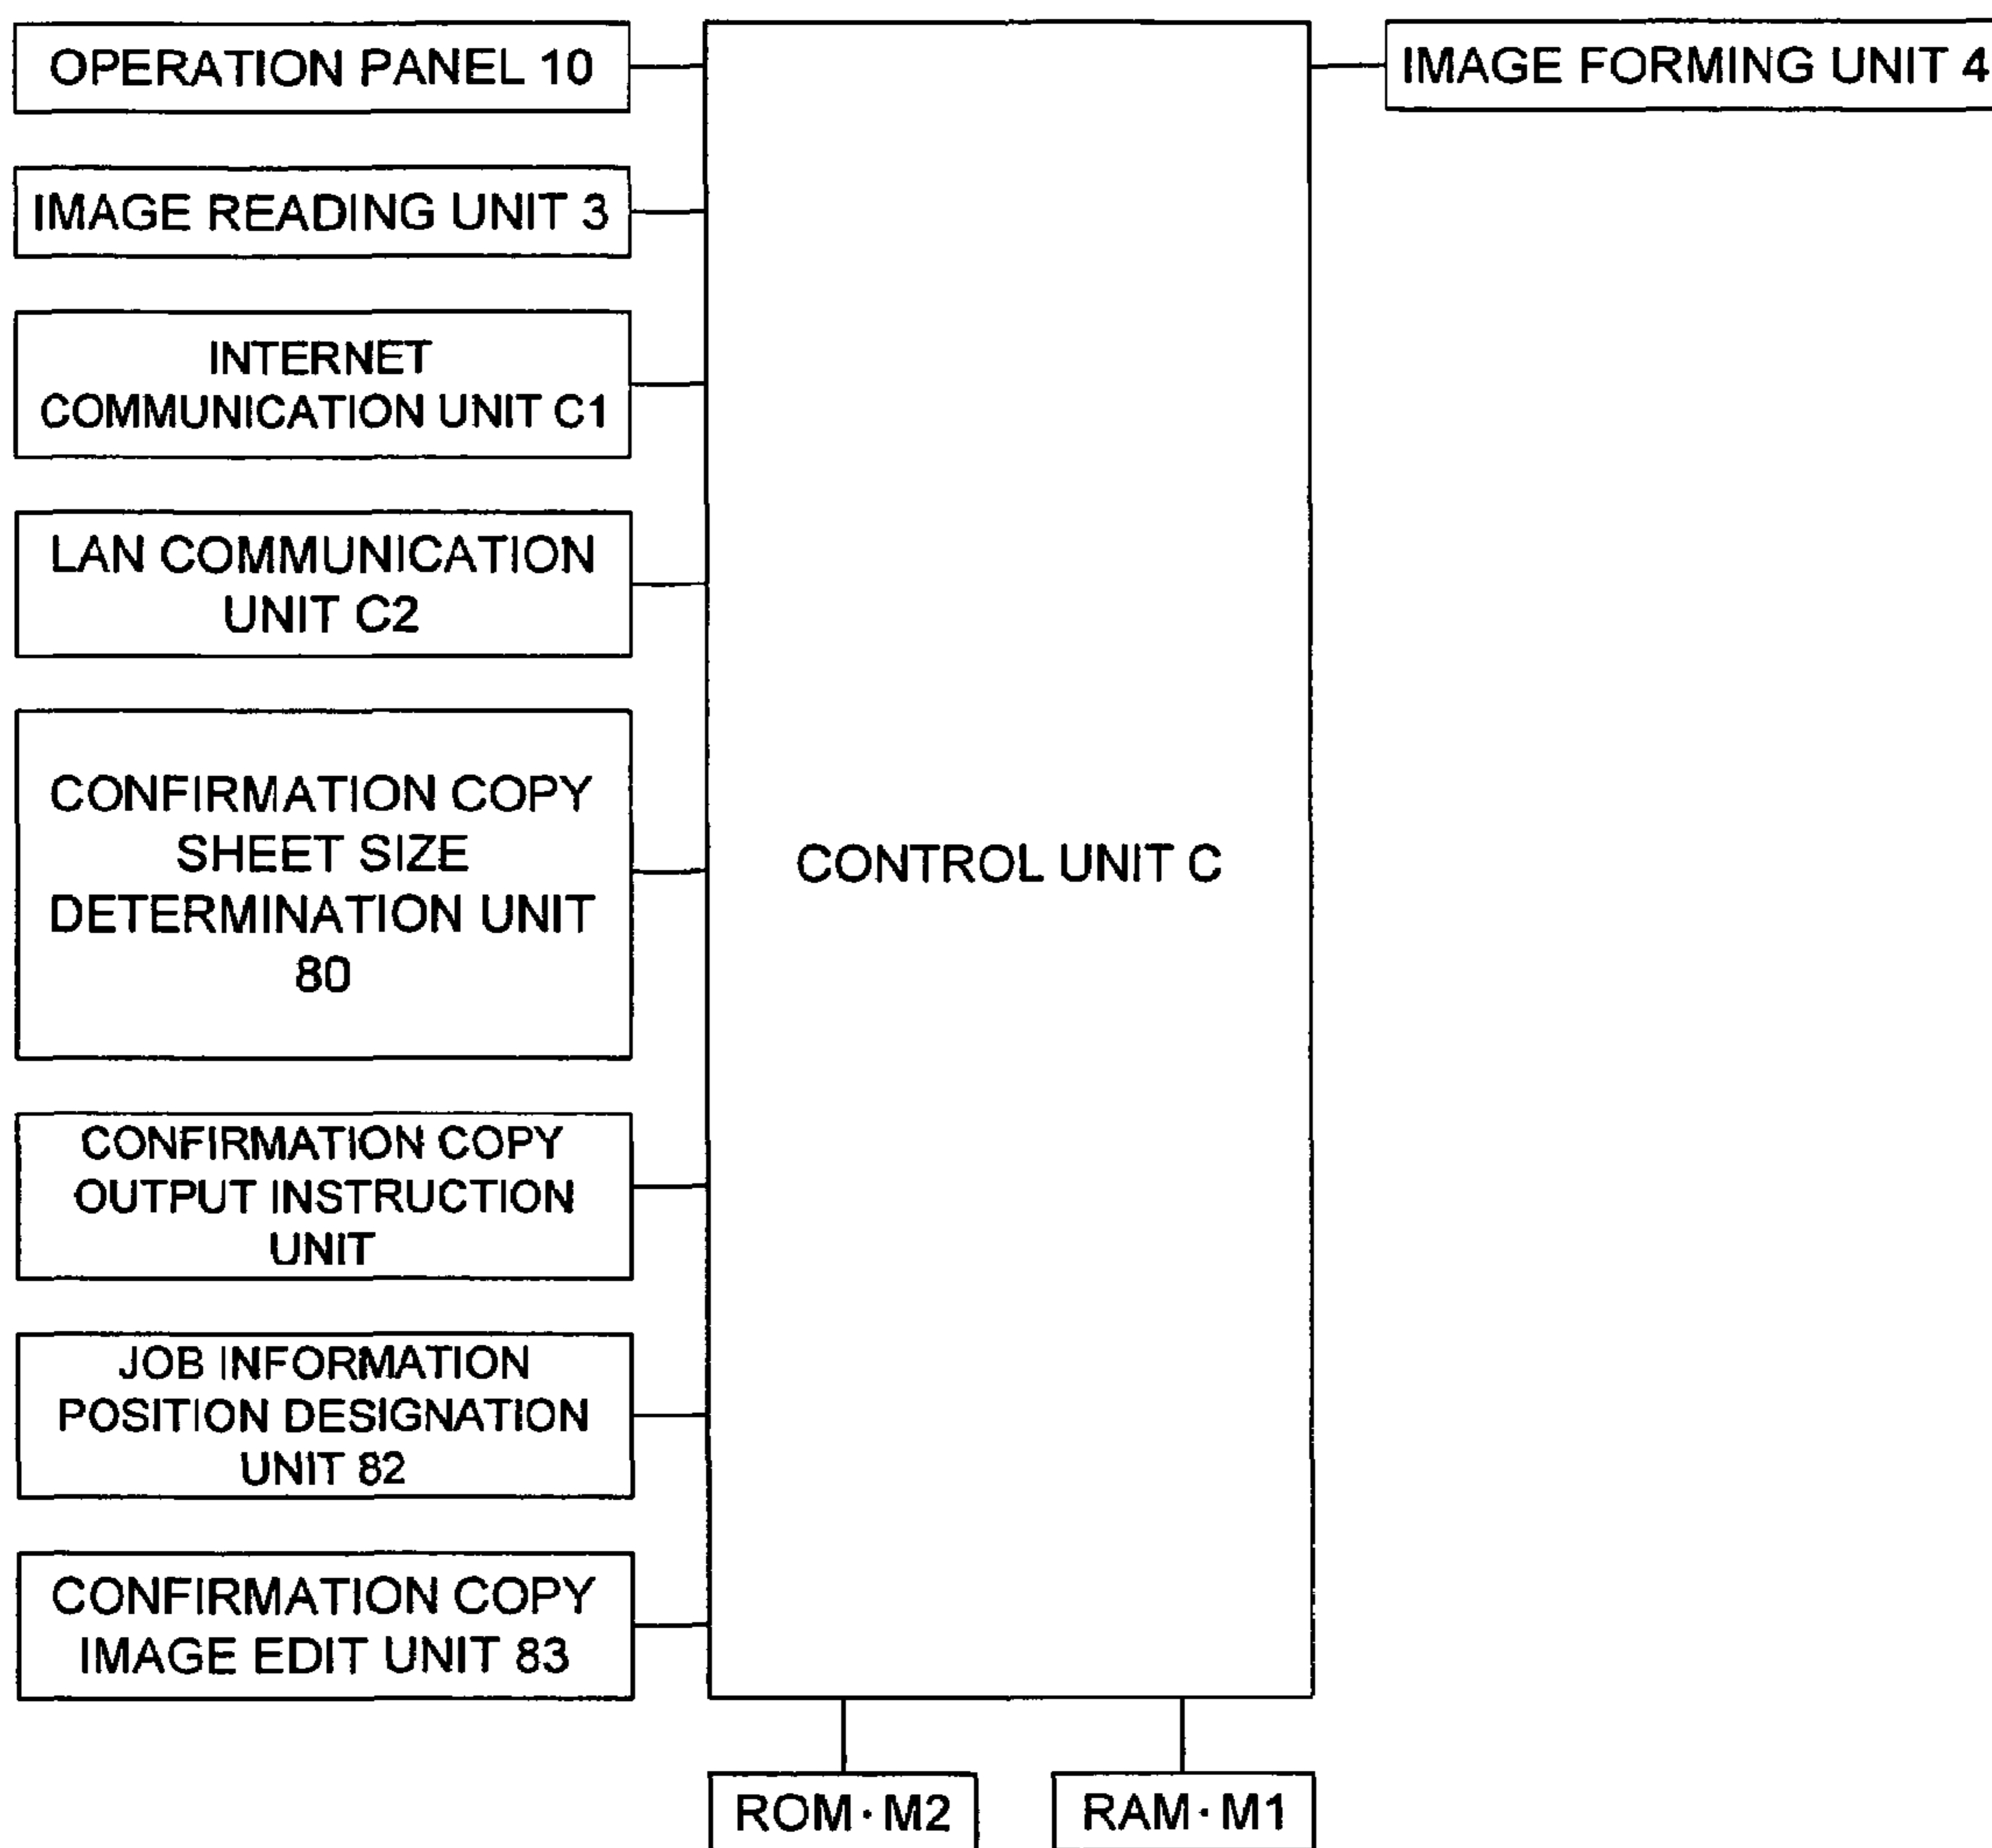 OPERATION PANEL 10
IMAGE READING UNIT 3
INTERNET
COMMUNICATION UNIT C1
LAN COMMUNICATION
UNIT C2
CONFIRMATION COPY
SHEET SIZE
DETERMINATION UNIT
80
CONFIRMATION COPY
OUTPUT INSTRUCTION
UNIT
JOB INFORMATION
POSITION DESIGNATION
UNIT 82
CONFIRMATION COPY
IMAGE EDIT UNIT 83
CONTROL UNIT C
IMAGE FORMING UNIT 4
ROM·M2
RAM·M1